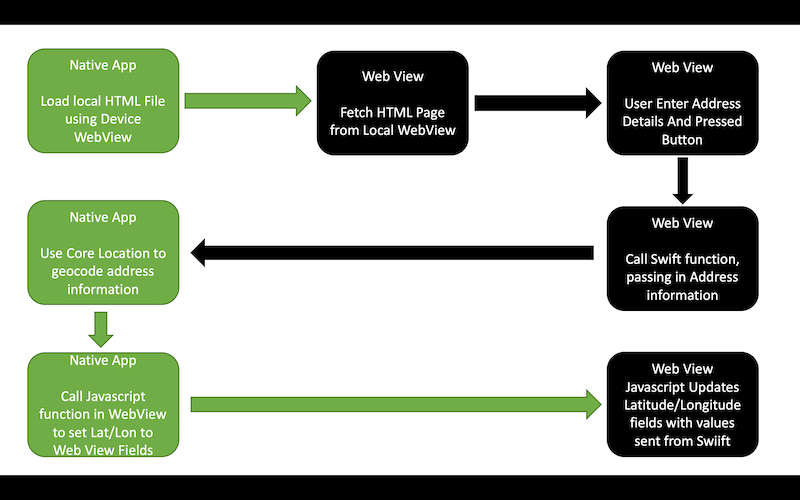 Native App
Load local HTML File
using Device
WebView
Web View
Fetch HTML Page
from Local WebView
Web View
User Enter Address
Details And Pressed
Button
Native App
Use Core Location to
geocode address
information
Web View
Call Swift function,
passing in Address
information
Native App
Call Javascript
function in WebView
to set Lat/Lon to
Web View Fields
Web View
Javascript Updates
Latitude/Longitude
fields with values
sent from Swiift